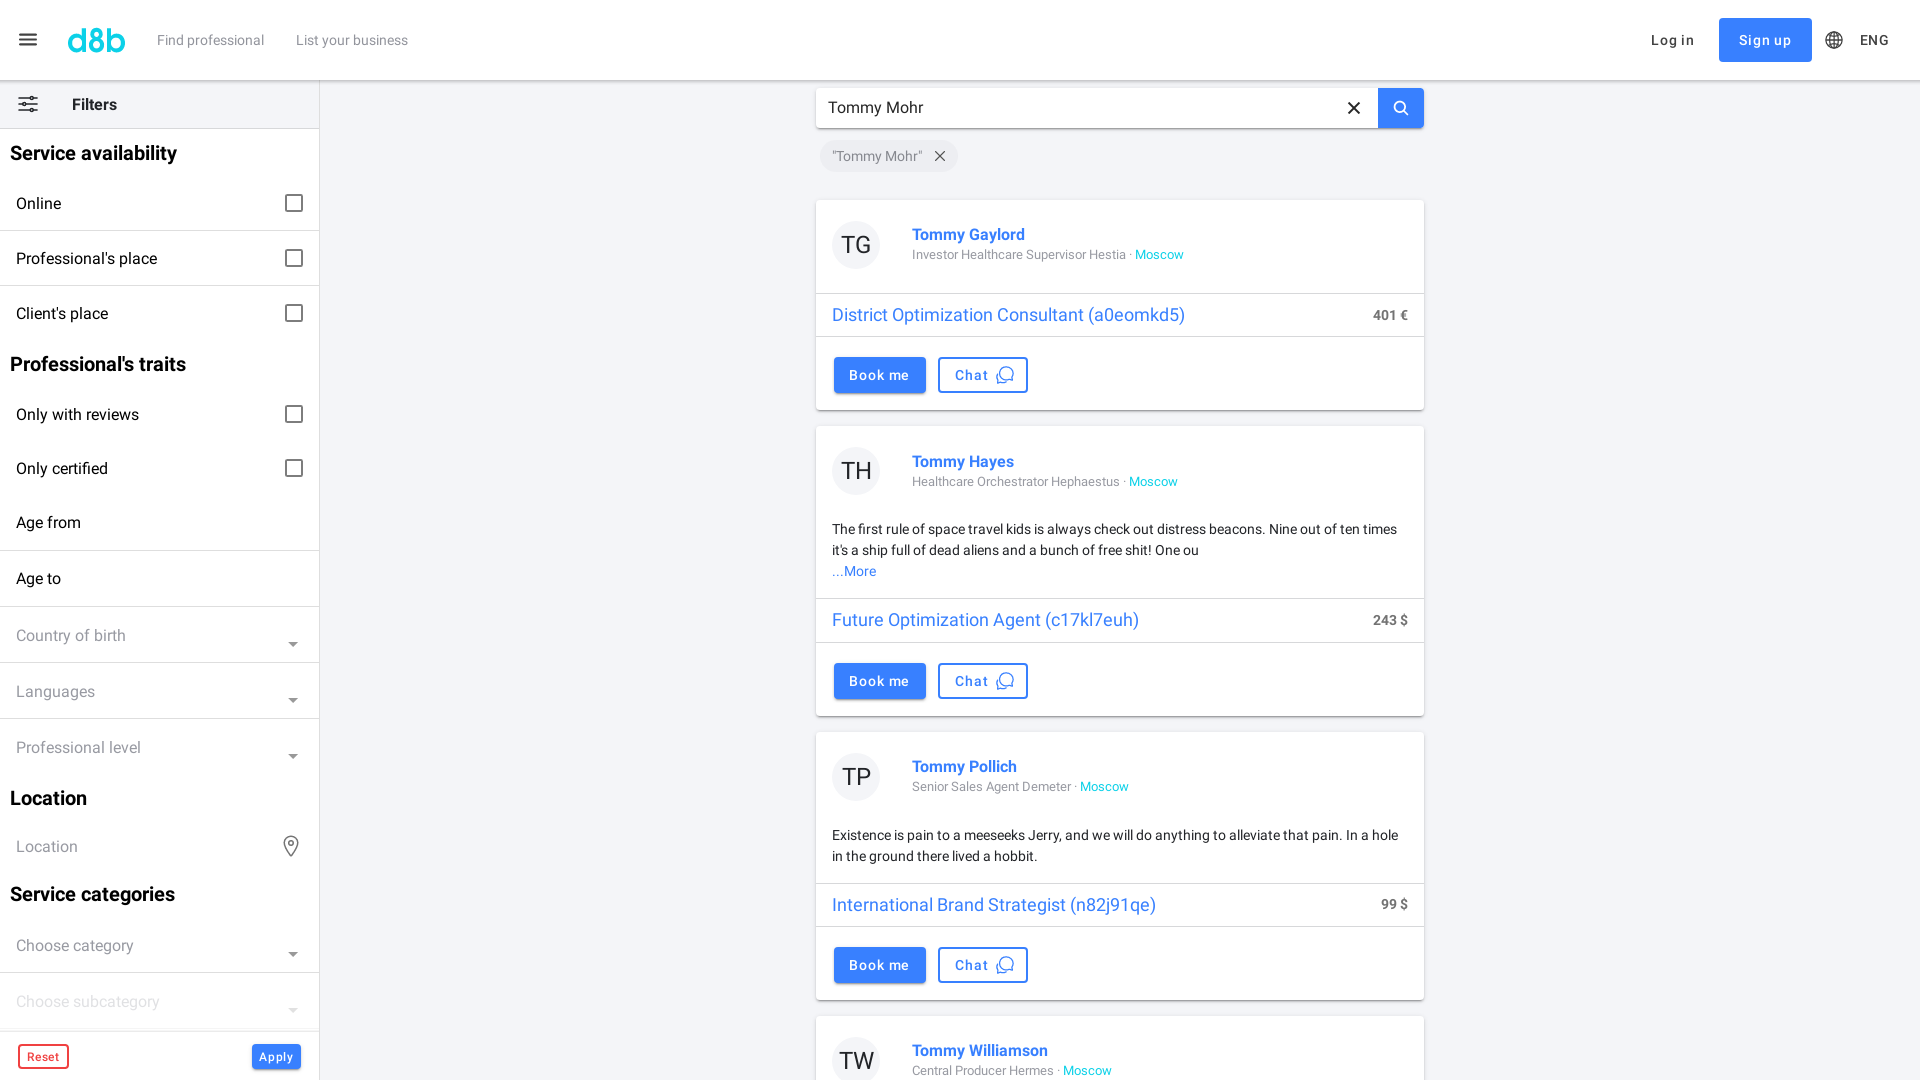 d8b
Find professional
List your business
Log in
Sign up
ENG
Filters
Service availability
Online
Professional's place
Client's place
Professional's traits
Only with reviews
Only certified
Age from
Age to
Country of birth
Languages
Professional level
Location
Location
Service categories
Choose category
Choose subcategory
Reset
Apply
Tommy Mohr
"Tommy Mohr"
TG
Tommy Gaylord
Investor Healthcare Supervisor Hestia · Moscow
District Optimization Consultant (a0eomkd5)
401 €
Book me
Chat
TH
Tommy Hayes
Healthcare Orchestrator Hephaestus · Moscow
The first rule of space travel kids is always check out distress beacons. Nine out of ten times
it's a ship full of dead aliens and a bunch of free shit! One ou
...More
Future Optimization Agent (c17kl7euh)
243 $
Book me
Chat
TP
Tommy Pollich
Senior Sales Agent Demeter · Moscow
Existence is pain to a meeseeks Jerry, and we will do anything to alleviate that pain. In a hole
in the ground there lived a hobbit.
International Brand Strategist (n82j91qe)
99 $
Book me
Chat
TW
Tommy Williamson
Central Producer Hermes · Moscow